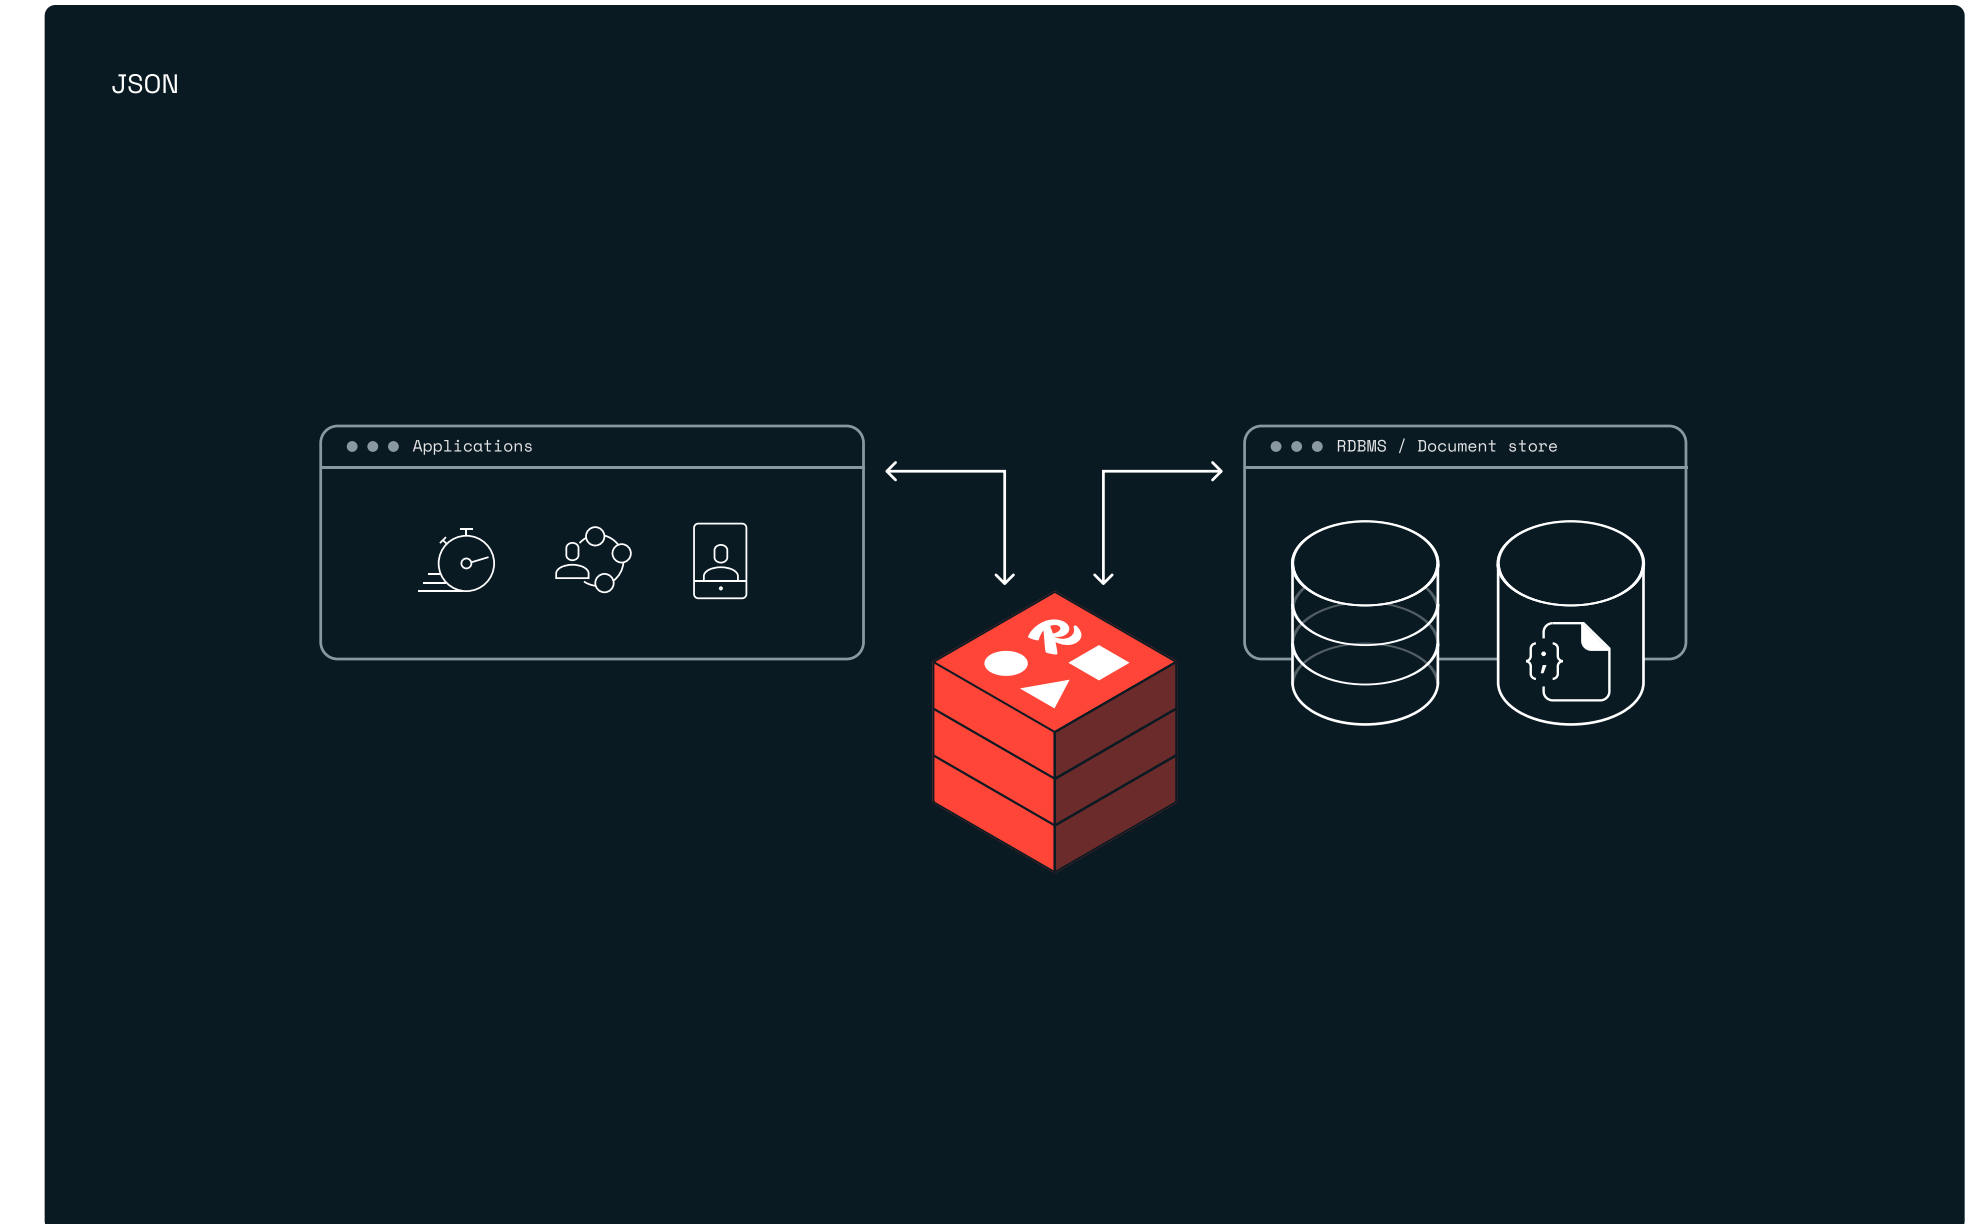 JSON
Applications
RDBMS / Document store
R
{;}